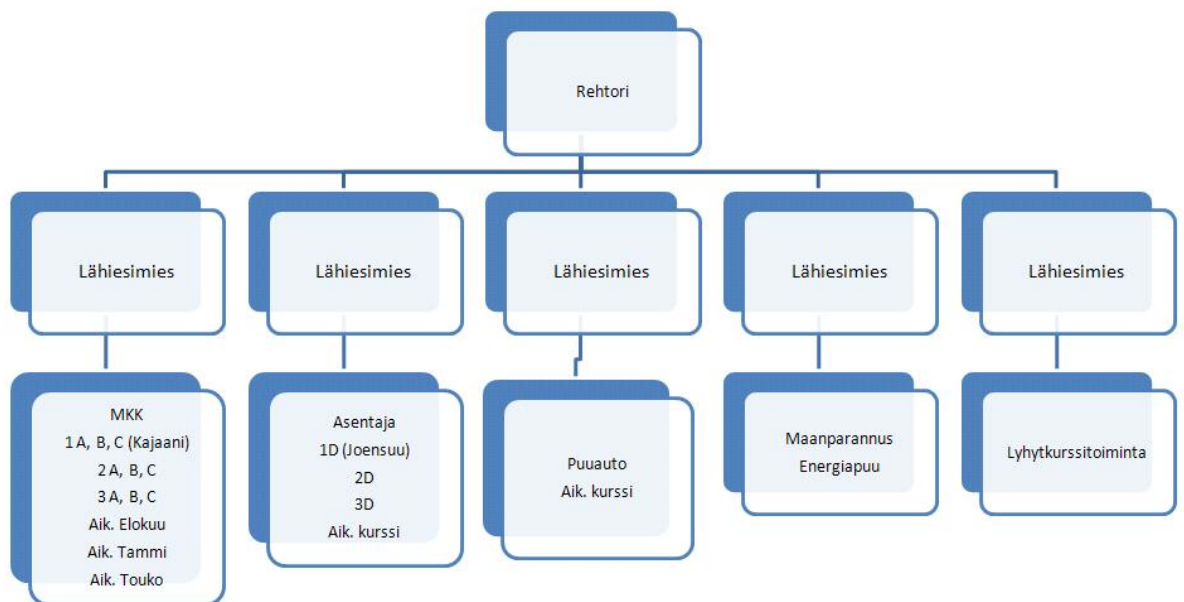 Rehtori
Lähiesimies
Lähiesimies
Lähiesimies
Lähiesimies
Lähiesimies
MKK
1 A, B, C (Kajaani)
2 A, B, C
3 A, B, C
Aik. Elokuu
Aik. Tammi
Aik. Touko
Asentaja
1D (Joensuu)
2D
3D
Aik. kurssi
Puuauto
Aik. kurssi
Maanparannus
Energiapuu
Lyhytkurssitoiminta